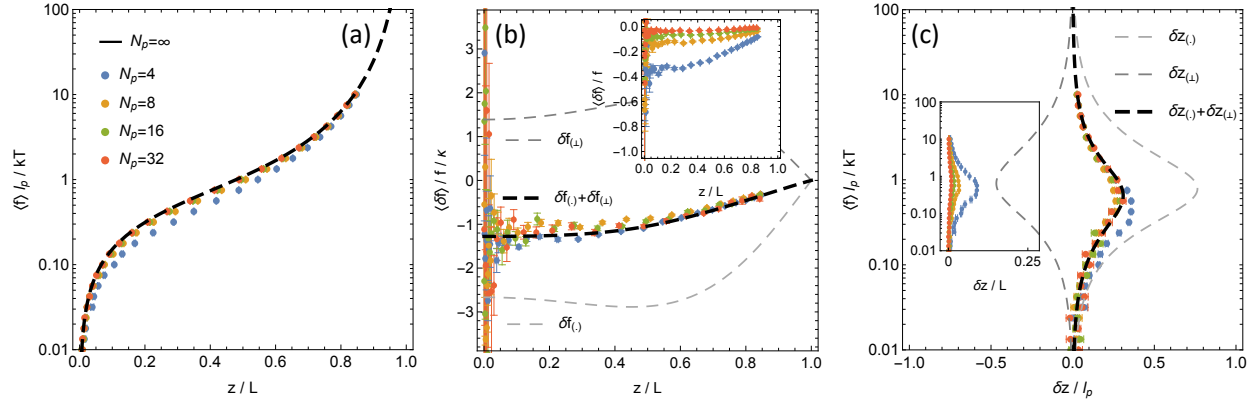 (a)
N_p=∞
N_p=4
N_p=8
N_p=16
N_p=32
⟨f⟩ l_p / kT
100
10
1
0.10
0.01
0.0 0.2 0.4 0.6 0.8 1.0
z / L
(b)
⟨δf⟩ / f / κ
4
3
2
1
0
−1
−2
−3
δf_(⊥)
δf_(.)+δf_(⊥)
δf_(.)
0.0 0.2 0.4 0.6 0.8 1.0
z / L
⟨δf⟩ / f
0.0
−0.2
−0.4
−0.6
−0.8
−1.0
0.0 0.2 0.4 0.6 0.8 1.0
z / L
(c)
δz_(.)
δz_(⊥)
δz_(.)+δz_(⊥)
⟨f⟩ l_p / kT
100
10
1
0.10
0.01
−1.0 −0.5 0.0 0.5 1.0
δz / l_p
100
10
1
0.1
0.01
0 0.25
δz / L